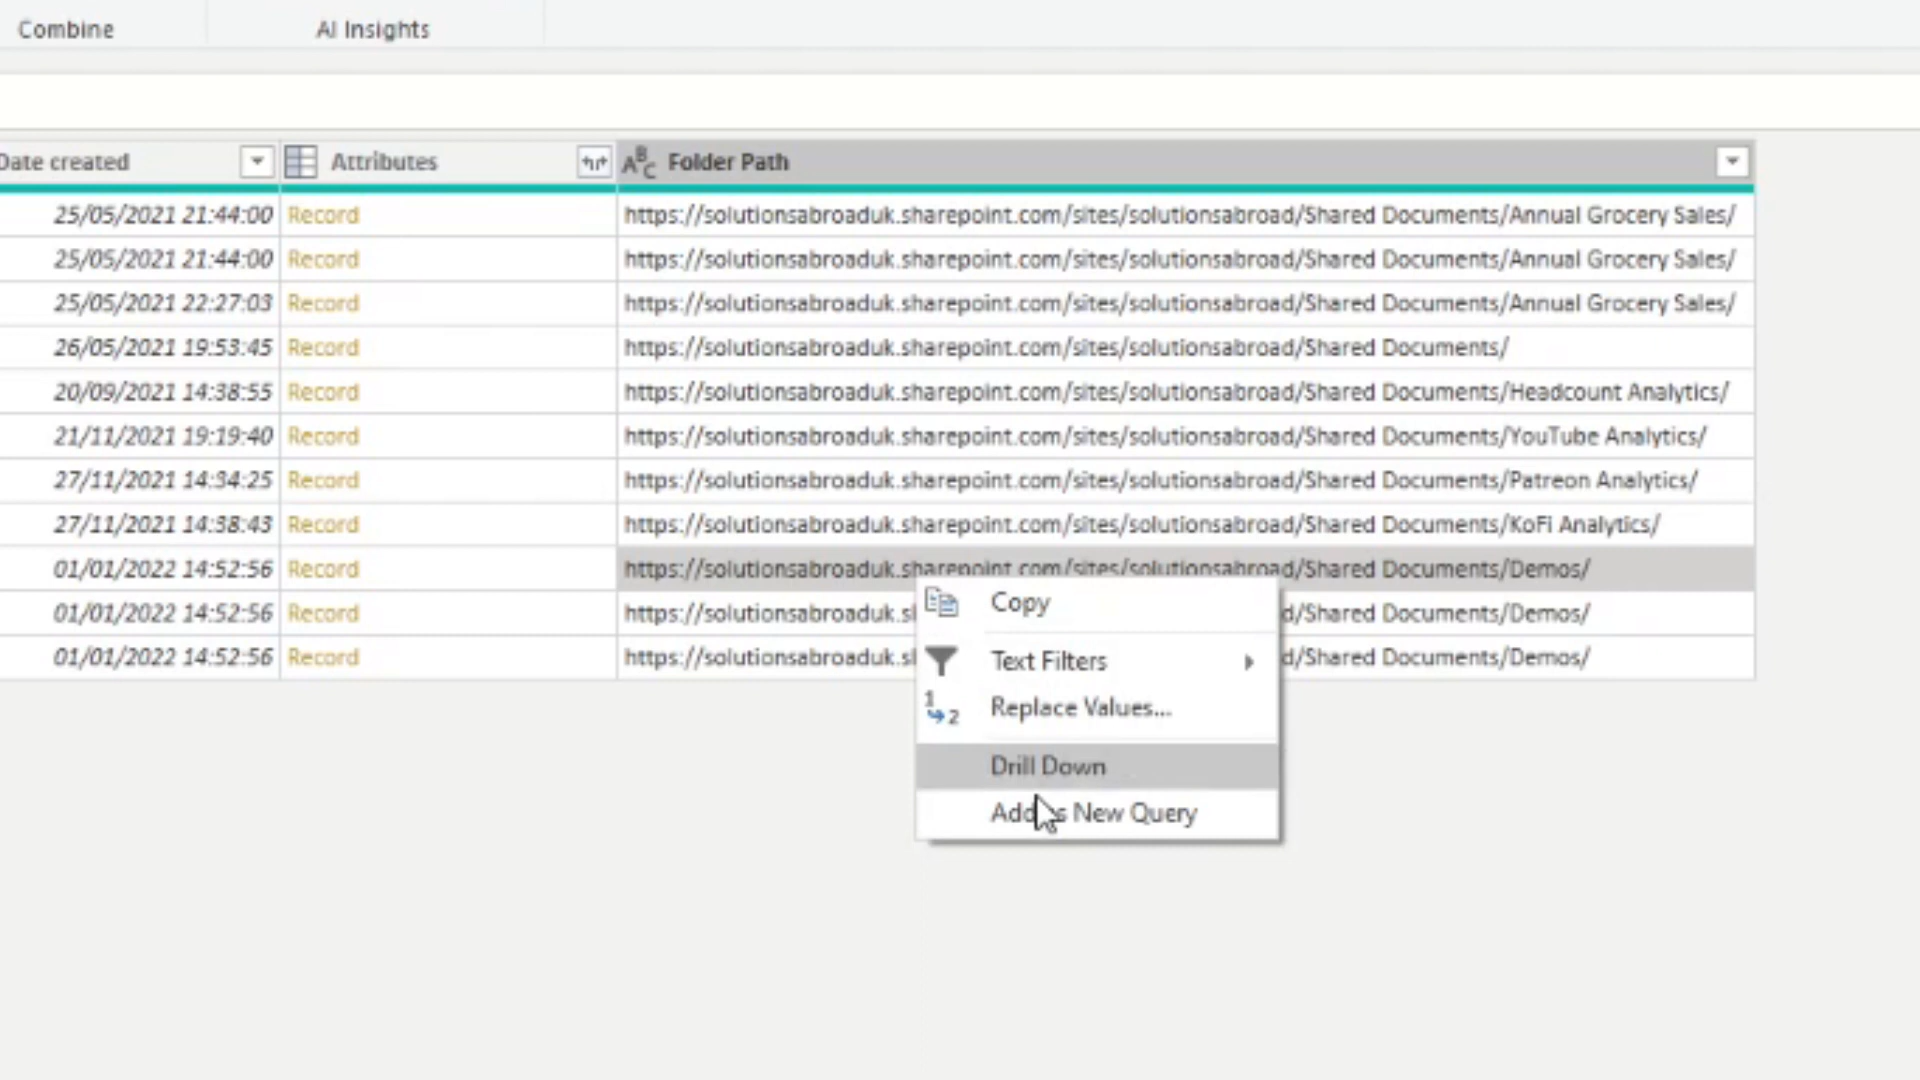 Combine AI Insights
Date created Attributes ABC Folder Path
25/05/2021 21:44:00 Record https://solutionsabroaduk.sharepoint.com/sites/solutionsabroad/Shared Documents/Annual Grocery Sales/
25/05/2021 21:44:00 Record https://solutionsabroaduk.sharepoint.com/sites/solutionsabroad/Shared Documents/Annual Grocery Sales/
25/05/2021 22:27:03 Record https://solutionsabroaduk.sharepoint.com/sites/solutionsabroad/Shared Documents/Annual Grocery Sales/
26/05/2021 19:53:45 Record https://solutionsabroaduk.sharepoint.com/sites/solutionsabroad/Shared Documents/
20/09/2021 14:38:55 Record https://solutionsabroaduk.sharepoint.com/sites/solutionsabroad/Shared Documents/Headcount Analytics/
21/11/2021 19:19:40 Record https://solutionsabroaduk.sharepoint.com/sites/solutionsabroad/Shared Documents/YouTube Analytics/
27/11/2021 14:34:25 Record https://solutionsabroaduk.sharepoint.com/sites/solutionsabroad/Shared Documents/Patreon Analytics/
27/11/2021 14:38:43 Record https://solutionsabroaduk.sharepoint.com/sites/solutionsabroad/Shared Documents/KoFi Analytics/
01/01/2022 14:52:56 Record https://solutionsabroaduk.sharepoint.com/sites/solutionsabroad/Shared Documents/Demos/
01/01/2022 14:52:56 Record https://solutionsabroaduk.s d/Shared Documents/Demos/
01/01/2022 14:52:56 Record https://solutionsabroaduk.s d/Shared Documents/Demos/
Copy
Text Filters
1 2 Replace Values...
Drill Down
Add as New Query